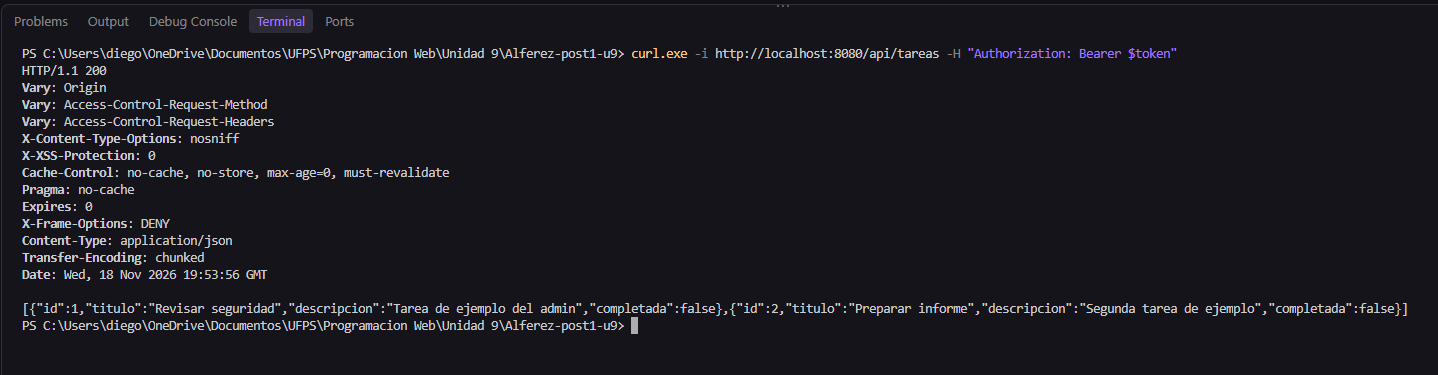 Problems Output Debug Console Terminal Ports
PS C:\Users\diego\OneDrive\Documentos\UFPS\Programacion Web\Unidad 9\Alferez-post1-u9> curl.exe -i http://localhost:8080/api/tareas -H "Authorization: Bearer $token"
HTTP/1.1 200
Vary: Origin
Vary: Access-Control-Request-Method
Vary: Access-Control-Request-Headers
X-Content-Type-Options: nosniff
X-XSS-Protection: 0
Cache-Control: no-cache, no-store, max-age=0, must-revalidate
Pragma: no-cache
Expires: 0
X-Frame-Options: DENY
Content-Type: application/json
Transfer-Encoding: chunked
Date: Wed, 18 Nov 2026 19:53:56 GMT
[{"id":1,"titulo":"Revisar seguridad","descripcion":"Tarea de ejemplo del admin","completada":false},{"id":2,"titulo":"Preparar informe","descripcion":"Segunda tarea de ejemplo","completada":false}]
PS C:\Users\diego\OneDrive\Documentos\UFPS\Programacion Web\Unidad 9\Alferez-post1-u9>